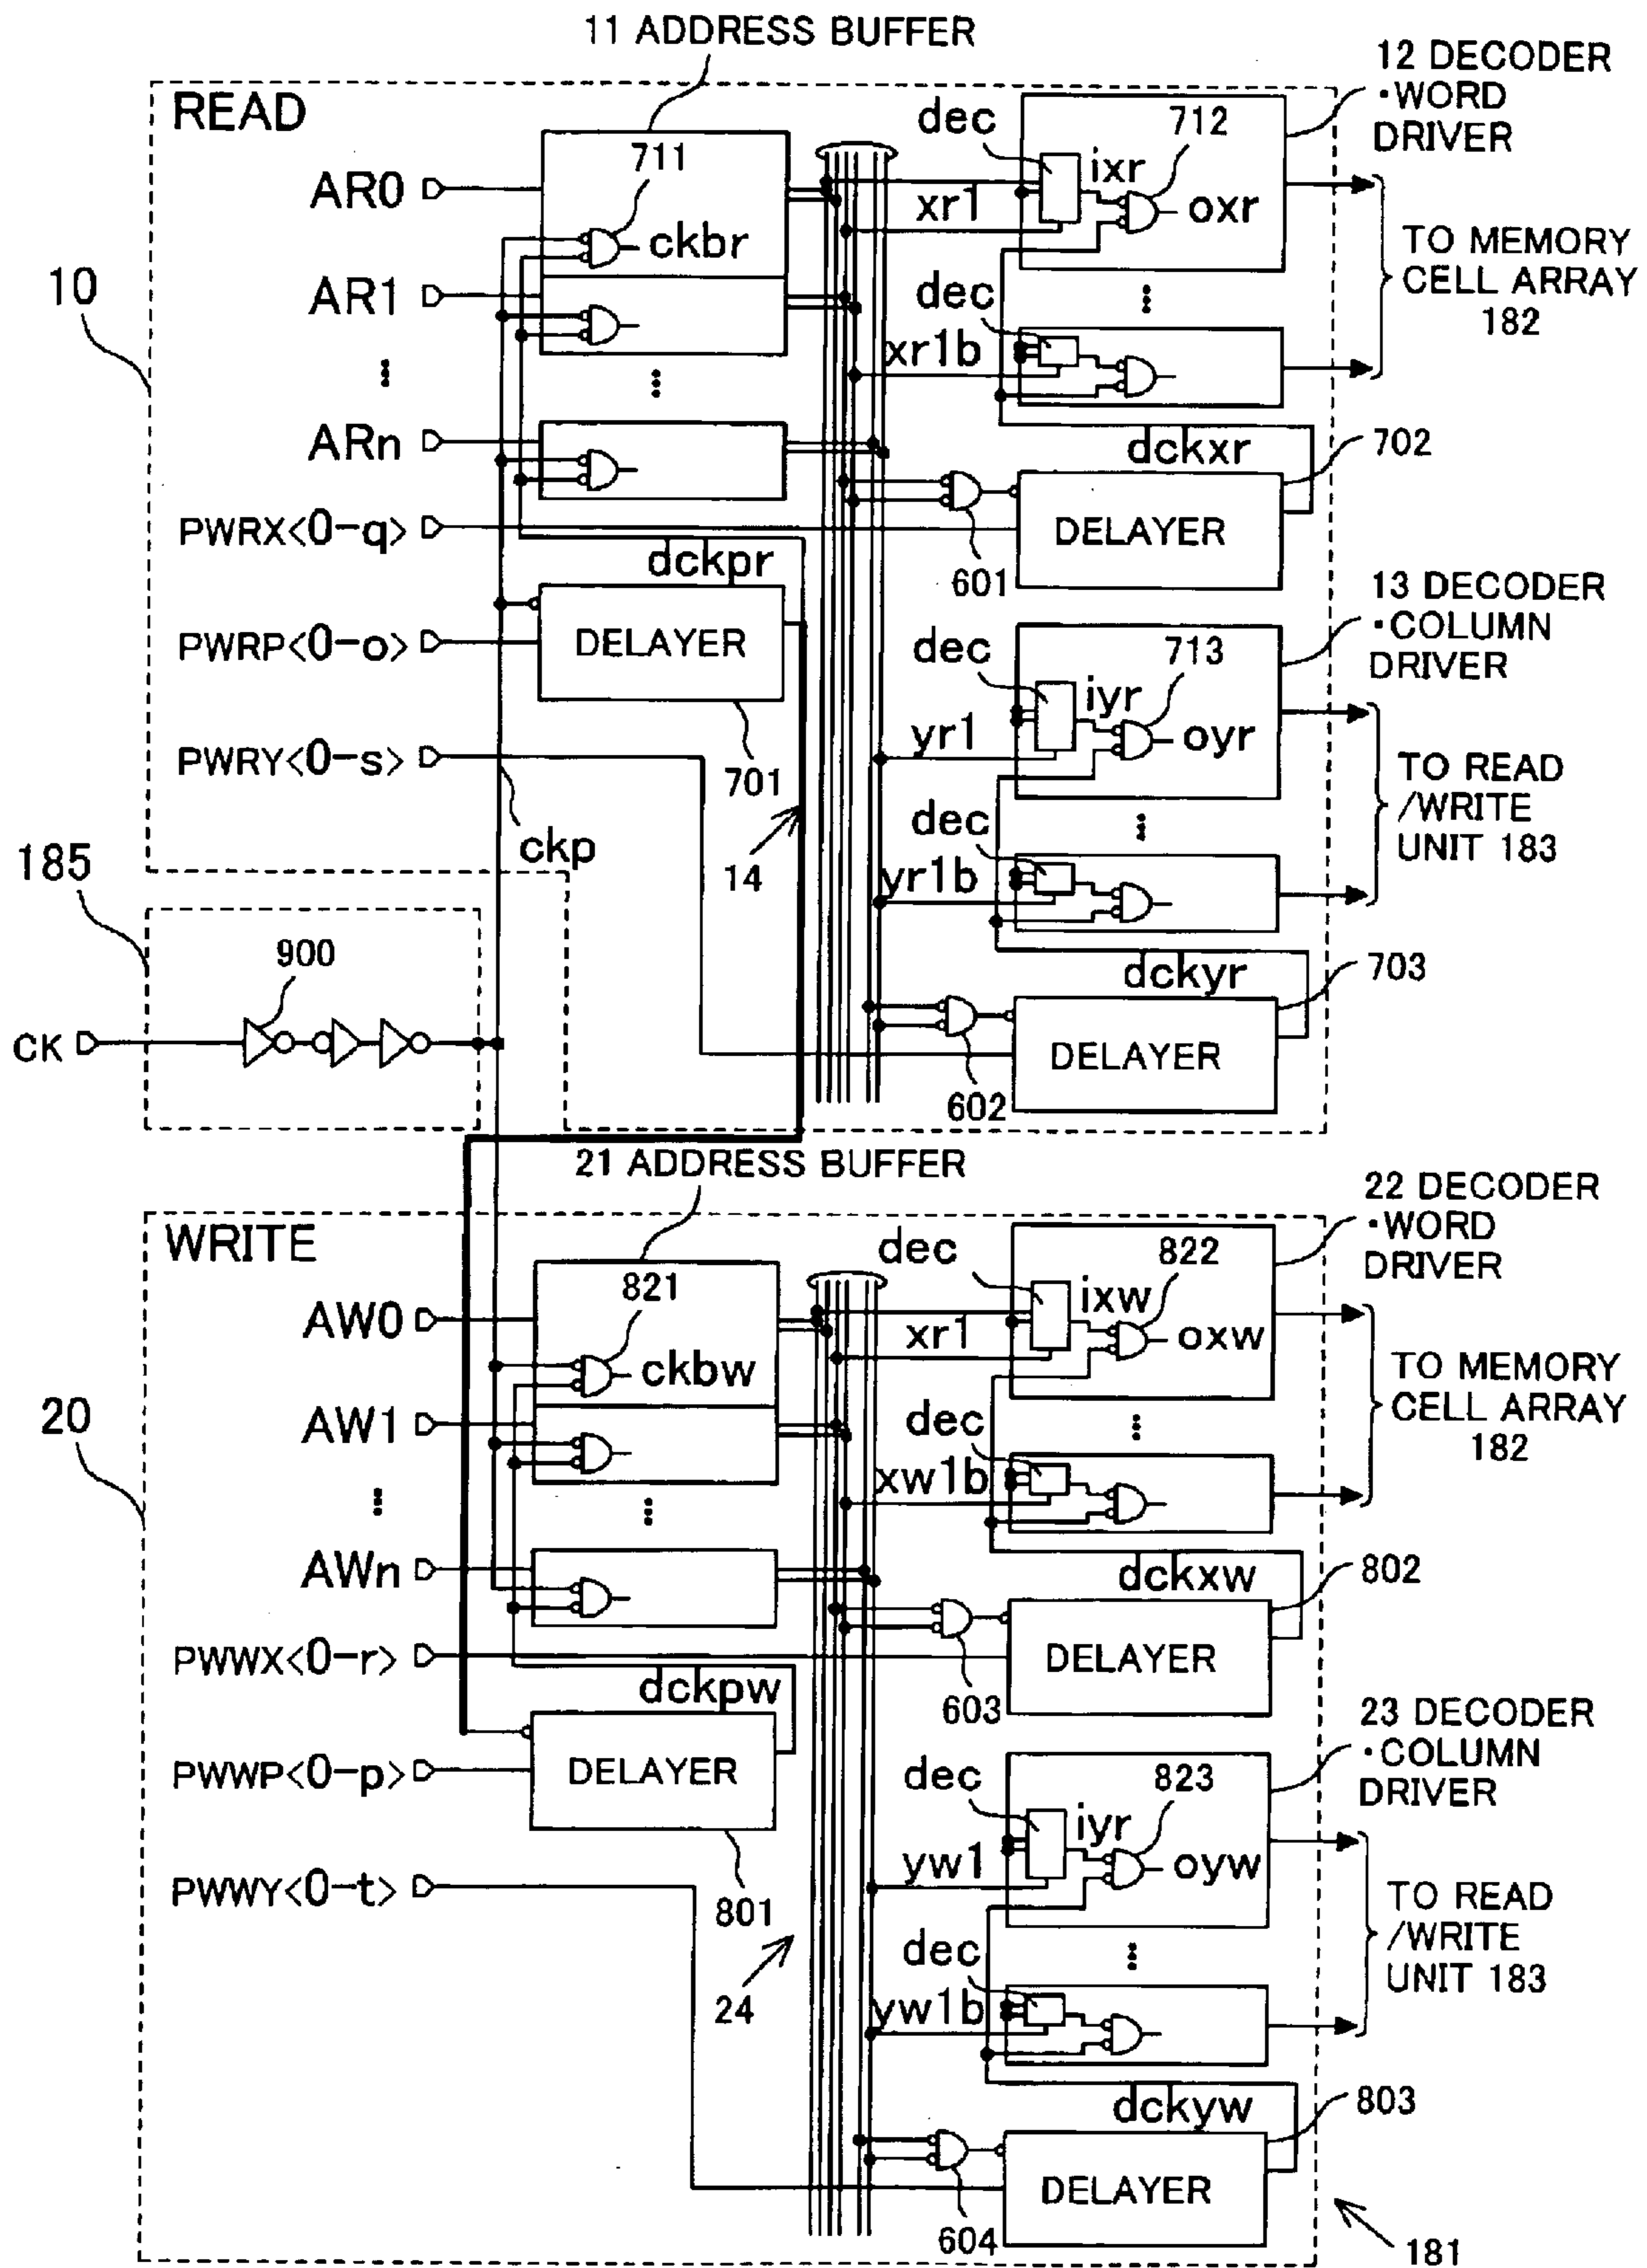 11 ADDRESS BUFFER
12 DECODER
・WORD
DRIVER
READ
dec
712
711
ixr
AR0
xr1
oxr
ckbr
TO MEMORY
CELL ARRAY
182
10
AR1
dec
xr1b
ARn
dckxr
702
PWRX<0-q>
DELAYER
dckpr
601
13 DECODER
・COLUMN
DRIVER
PWRP<0-o>
DELAYER
dec
713
iyr
yr1
oyr
PWRY<0-s>
701
TO READ
/WRITE
UNIT 183
ckp
dec
185
14
yr1b
900
dckyr
703
CK
DELAYER
602
21 ADDRESS BUFFER
22 DECODER
・WORD
DRIVER
WRITE
dec
822
821
ixw
AW0
xr1
oxw
ckbw
TO MEMORY
CELL ARRAY
182
20
AW1
dec
xw1b
AWn
dckxw
802
PWWX<0-r>
DELAYER
dckpw
603
23 DECODER
・COLUMN
DRIVER
PWWP<0-p>
DELAYER
dec
823
iyr
yw1
oyw
PWWY<0-t>
801
TO READ
/WRITE
UNIT 183
dec
24
yw1b
dckyw
803
DELAYER
604
181